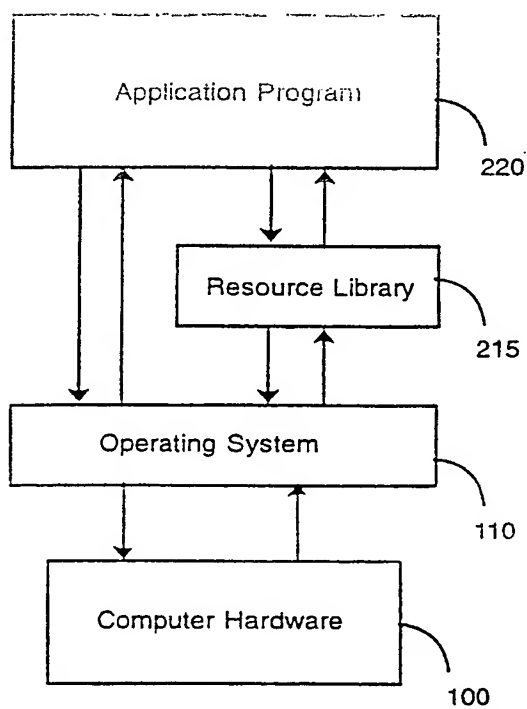 Application Program
220
Resource Library
215
Operating System
110
Computer Hardware
100